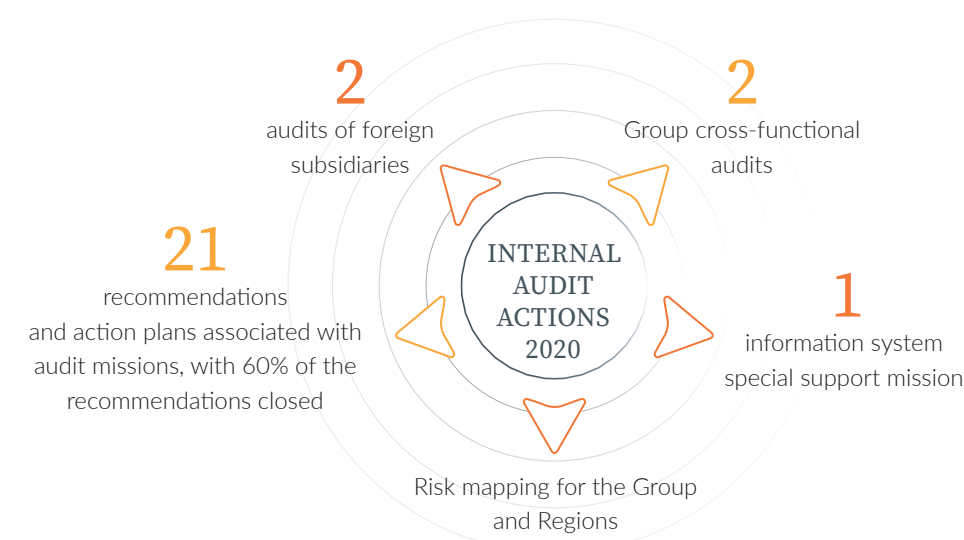 2
audits of foreign
subsidiaries
2
Group cross-functional
audits
21
recommendations
and action plans associated with
audit missions, with 60% of the
recommendations closed
INTERNAL
AUDIT
ACTIONS
2020
1
information system
special support mission
Risk mapping for the Group
and Regions